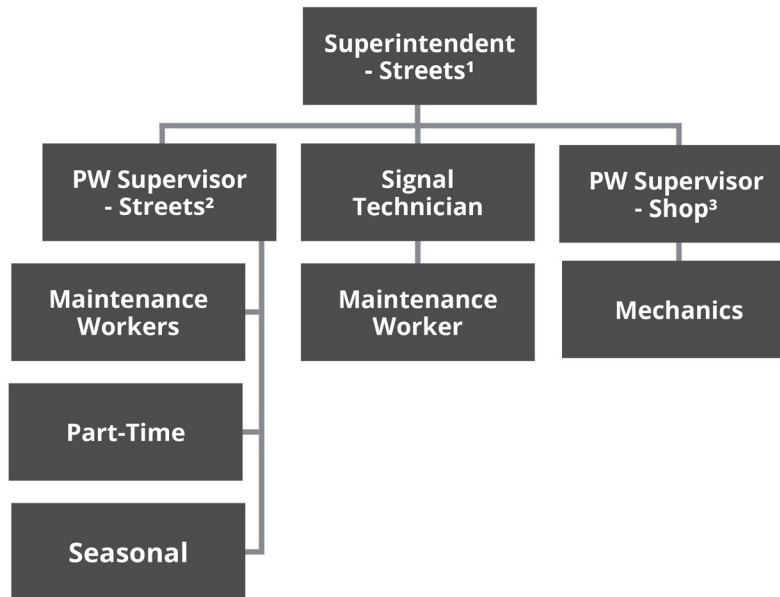 Superintendent
- Streets¹
PW Supervisor
- Streets²
Signal
Technician
PW Supervisor
- Shop³
Maintenance
Workers
Maintenance
Worker
Mechanics
Part-Time
Seasonal